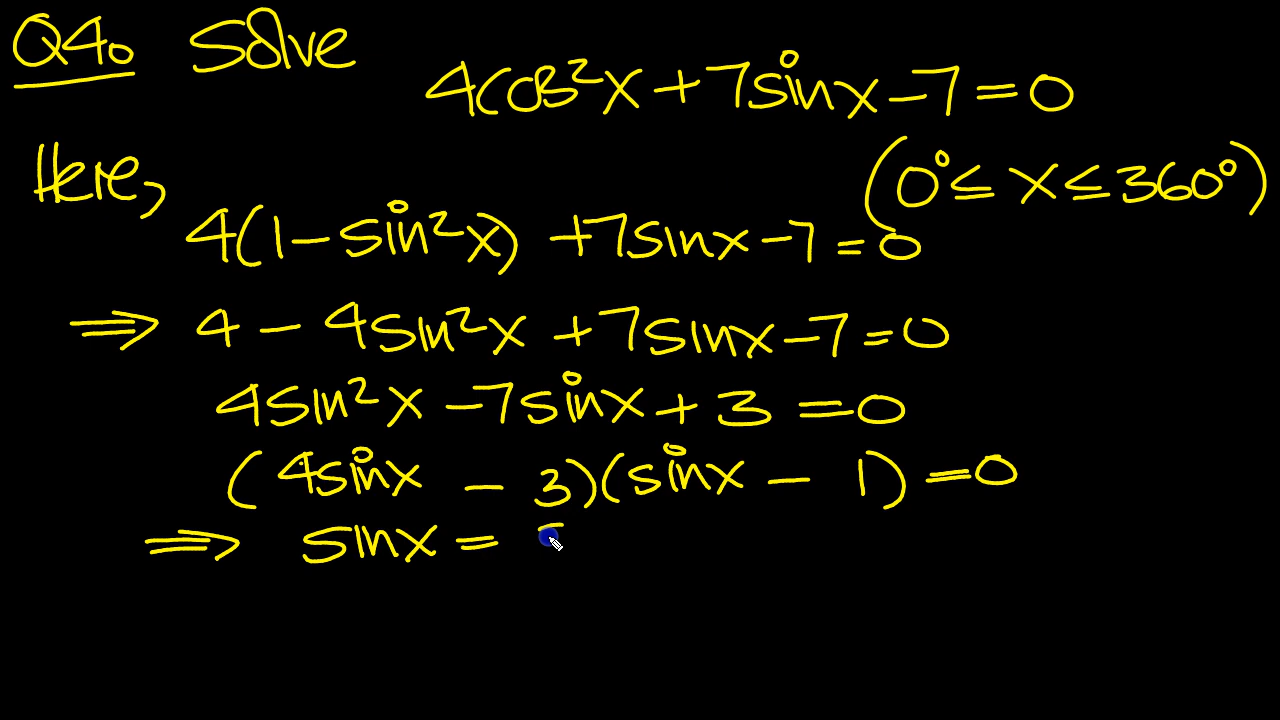 Q4. Solve
4cos²x + 7sinx - 7 = 0
(0° ≤ x ≤ 360°)
Here,
4(1 - sin²x) + 7sinx - 7 = 0
⇒ 4 - 4sin²x + 7sinx - 7 = 0
4sin²x - 7sinx + 3 = 0
(4sinx - 3)(sinx - 1) = 0
⇒ sinx =